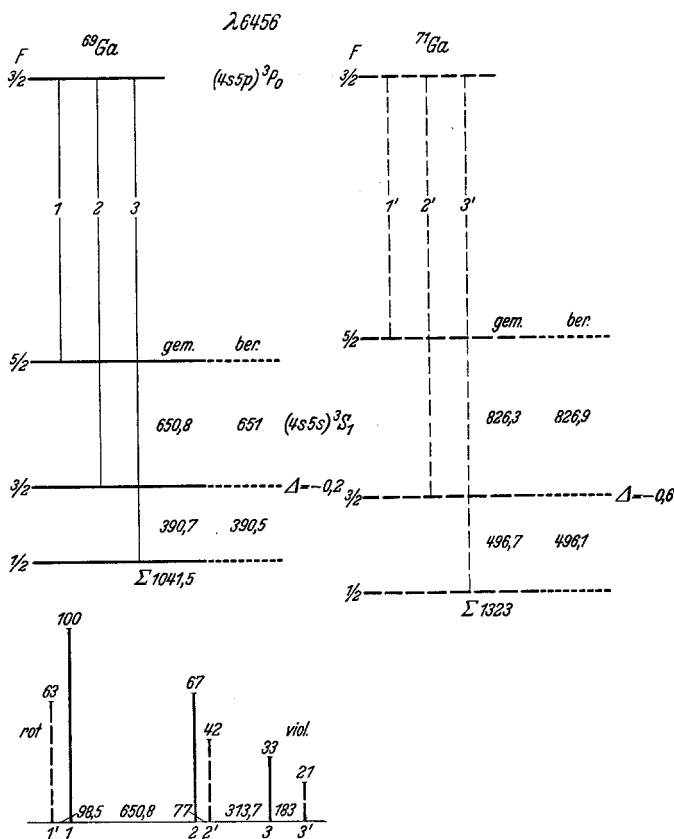 λ6456
⁶⁹Ga
⁷¹Ga
F
F
3/2
(4s5p)³P₀
3/2
1 2 3
1' 2' 3'
gem. ber.
5/2
gem. ber.
5/2
650,8 651
(4s5s)³S₁
826,3 826,9
3/2
Δ=-0,2
3/2
Δ=-0,6
390,7 390,5
496,7 496,1
1/2
Σ1041,5
1/2
Σ1323
100
63
67
rot
42
viol.
33
21
98,5 650,8 77 313,7 183
1' 1 2 2' 3 3'